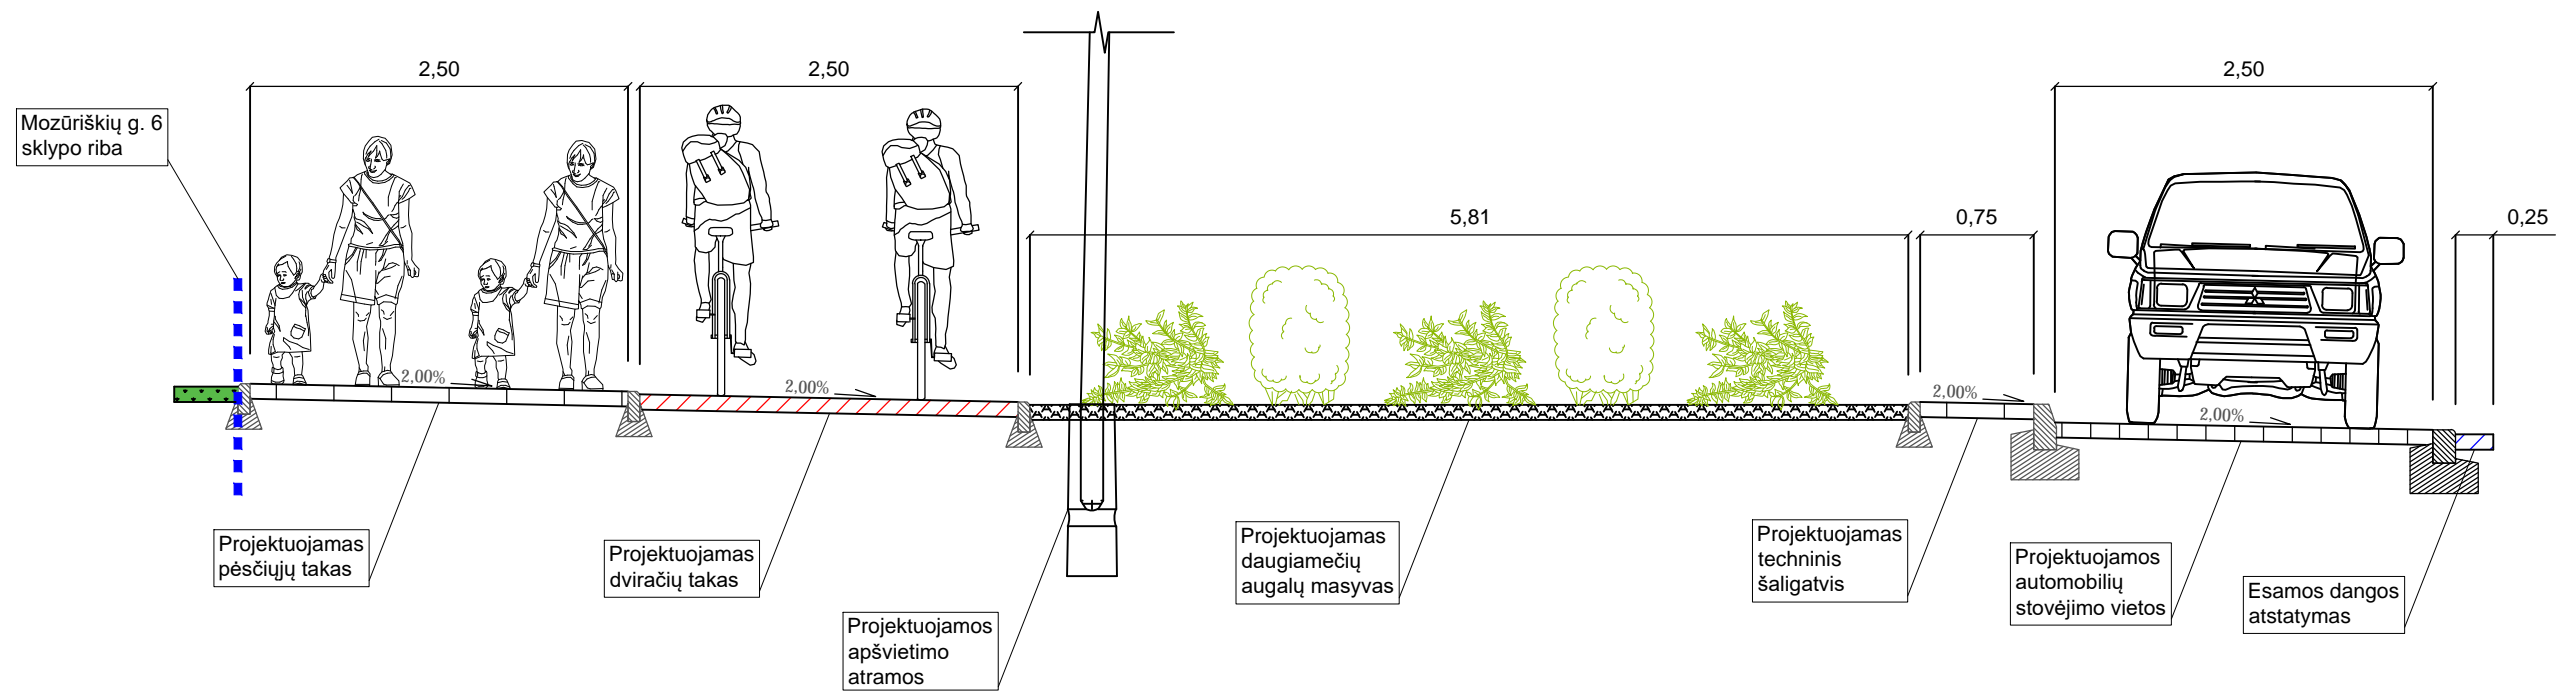 2,50
2,50
2,50
Mozūriškių g. 6
sklypo riba
5,81
0,75
0,25
2,00%
2,00%
2,00%
2,00%
Projektuojamas
pėsčiųjų takas
Projektuojamas
dviračių takas
Projektuojamos
apšvietimo
atramos
Projektuojamas
daugiamečių
augalų masyvas
Projektuojamas
techninis
šaligatvis
Projektuojamos
automobilių
stovėjimo vietos
Esamos dangos
atstatymas